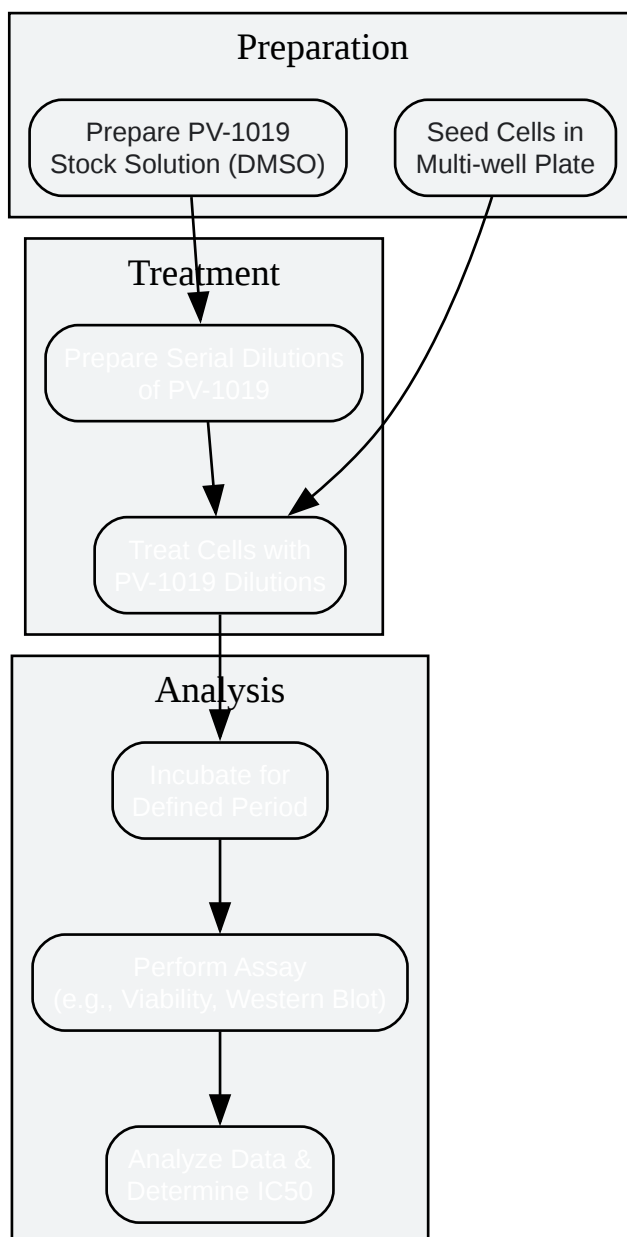 Preparation
Prepare PV-1019
Stock Solution (DMSO)
Seed Cells in
Multi-well Plate
Treatment
Prepare Serial Dilutions
of PV-1019
Treat Cells with
PV-1019 Dilutions
Analysis
Incubate for
Defined Period
Perform Assay
(e.g., Viability, Western Blot)
Analyze Data &
Determine IC50